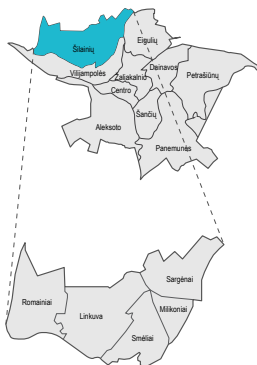 Šilainių
Eigulių
Dainavos
Petrašiūnų
Vilijampolės
Žaliakalnio
Centro
Šančių
Aleksoto
Panemunės
Sargėnai
Romainiai
Milikoniai
Linkuva
Smėliai